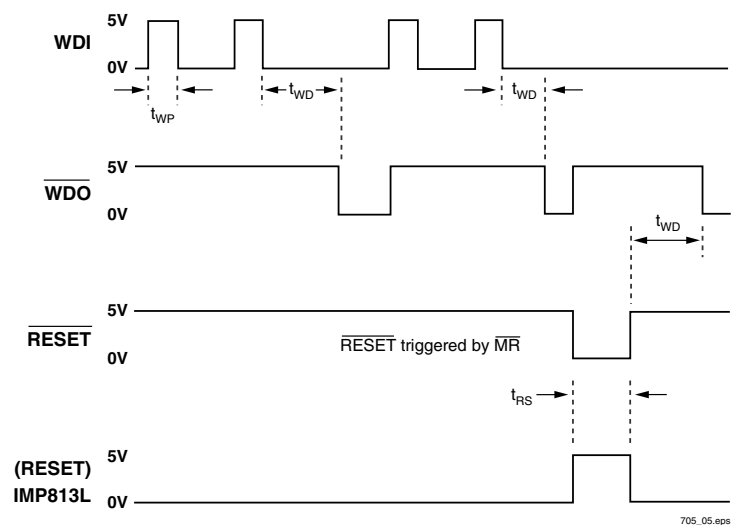 5V
WDI
0V
tWD
tWD
tWP
5V
WDO
0V
tWD
5V
RESET
RESET triggered by MR
0V
tRS
5V
(RESET)
IMP813L
0V
705_05.eps